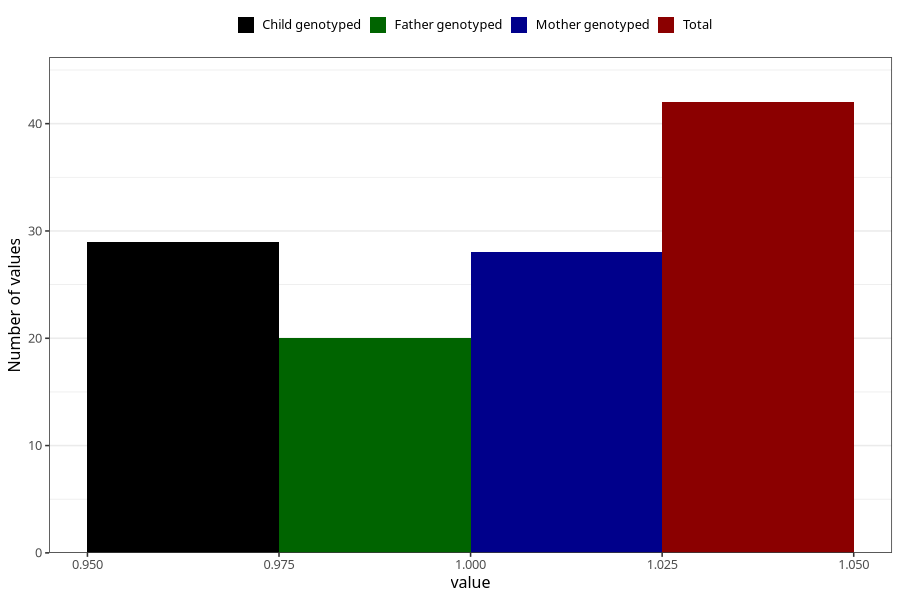 Child genotyped Father genotyped Mother genotyped Total
Number of values
40
30
20
10
0
0.950 0.975 1.000 1.025 1.050
value